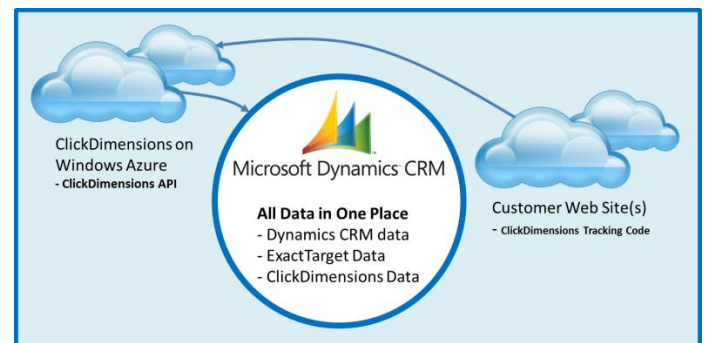 ClickDimensions on
Windows Azure
- ClickDimensions API
Microsoft Dynamics CRM
All Data in One Place
- Dynamics CRM data
- ExactTarget Data
- ClickDimensions Data
Customer Web Site(s)
- ClickDimensions Tracking Code